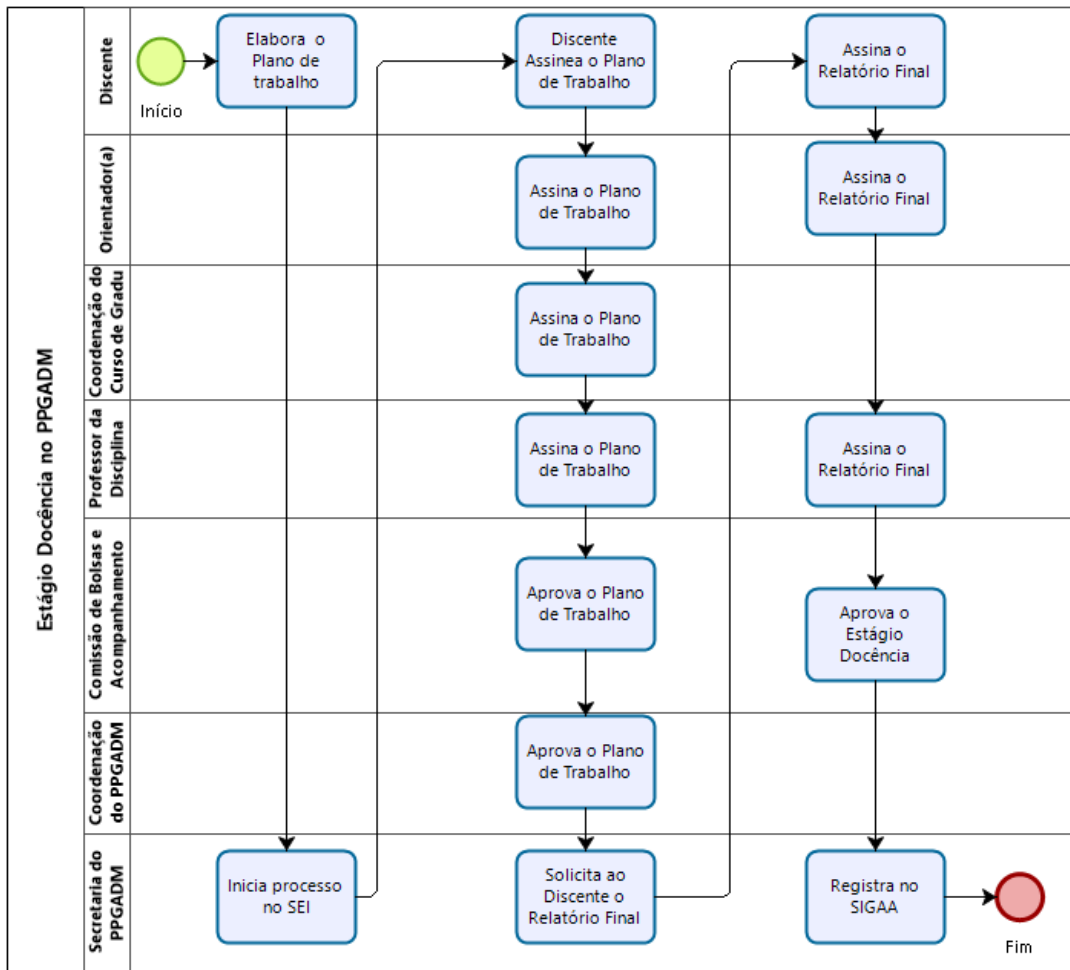 Estágio Docência no PPGADM
Discente
Início
Elabora o
Plano de
trabalho
Discente
Assinea o Plano
de Trabalho
Assina o
Relatório Final
Orientador(a)
Assina o Plano
de Trabalho
Assina o
Relatório Final
Coordenação do
Curso de Gradu
Assina o Plano
de Trabalho
Professor da
Disciplina
Assina o Plano
de Trabalho
Assina o
Relatório Final
Comissão de Bolsas e
Acompanhamento
Aprova o Plano
de Trabalho
Aprova o
Estágio
Docência
Coordenação
do PPGADM
Aprova o Plano
de Trabalho
Secretaria do
PPGADM
Inicia processo
no SEI
Solicita ao
Discente o
Relatório Final
Registra no
SIGAA
Fim